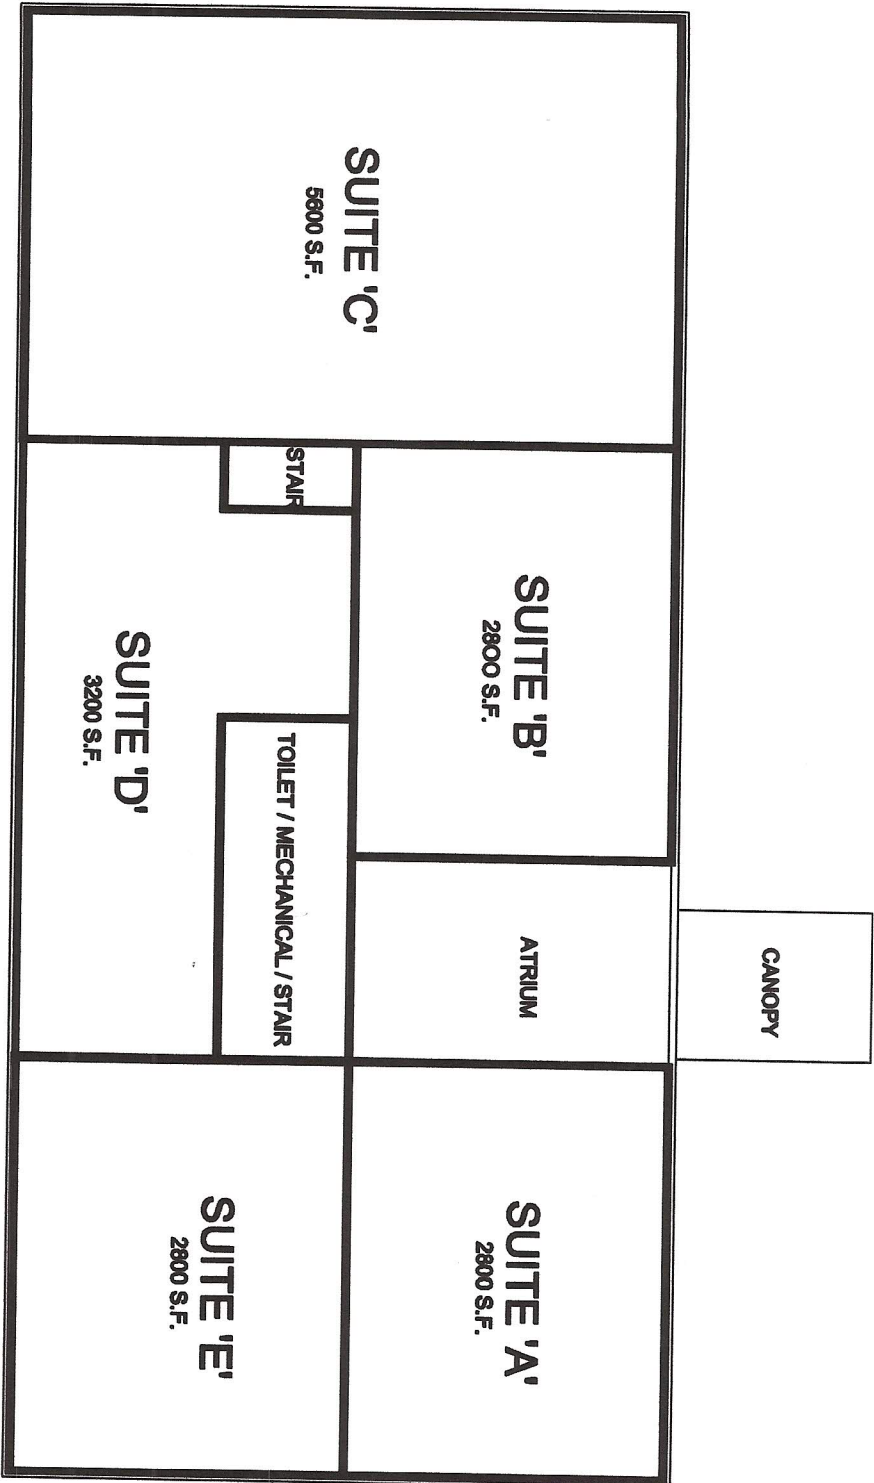 CANOPY
SUITE 'C'
5600 S.F.
SUITE 'B'
2800 S.F.
ATRIUM
SUITE 'A'
2800 S.F.
STAIR
TOILET / MECHANICAL / STAIR
SUITE 'D'
3200 S.F.
SUITE 'E'
2800 S.F.